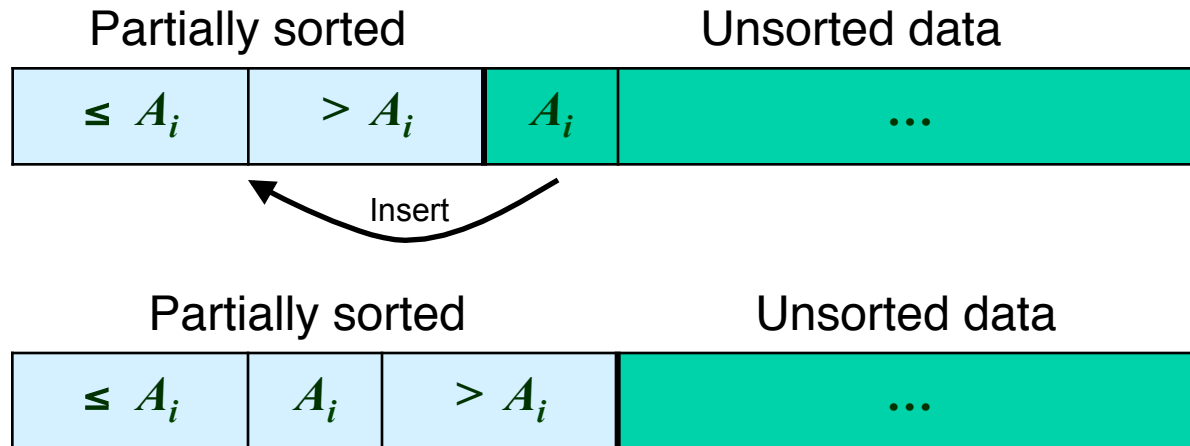 Partially sorted Unsorted data
≤ Aᵢ > Aᵢ Aᵢ ...
Insert
Partially sorted Unsorted data
≤ Aᵢ Aᵢ > Aᵢ ...